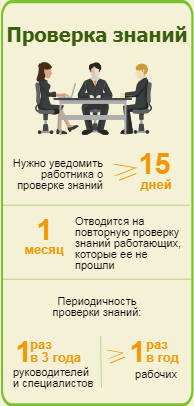 Проверка знаний
Нужно уведомить
работника о
проверке знаний
⩾ 15
дней
1
месяц
Отводится на
повторную проверку
знаний работающих,
которые ее не
прошли
Периодичность
проверки знаний:
1 раз
в 3 года
руководителей
и специалистов
⩾ 1 раз
в год
рабочих